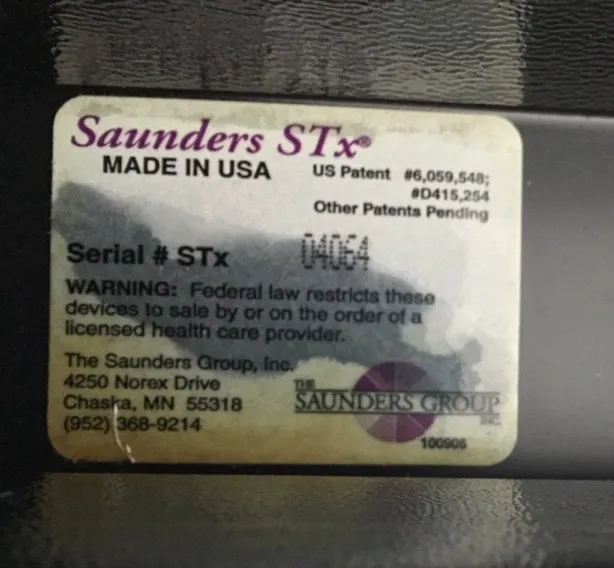 Saunders STx®
MADE IN USA
US Patent #6,059,548;
#D415,254
Other Patents Pending
Serial # STx 04064
WARNING: Federal law restricts these
devices to sale by or on the order of a
licensed health care provider.
The Saunders Group, Inc.
4250 Norex Drive
Chaska, MN 55318
(952) 368-9214
THE
SAUNDERS GROUP
INC.
100906